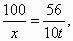 100/x = 56/10t,